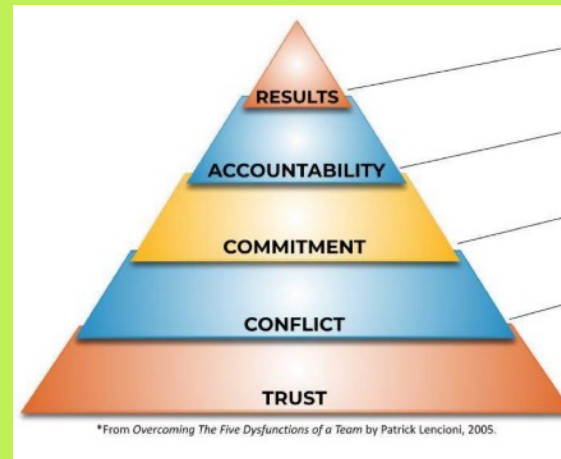 RESULTS
ACCOUNTABILITY
COMMITMENT
CONFLICT
TRUST
*From Overcoming The Five Dysfunctions of a Team by Patrick Lencioni, 2005.